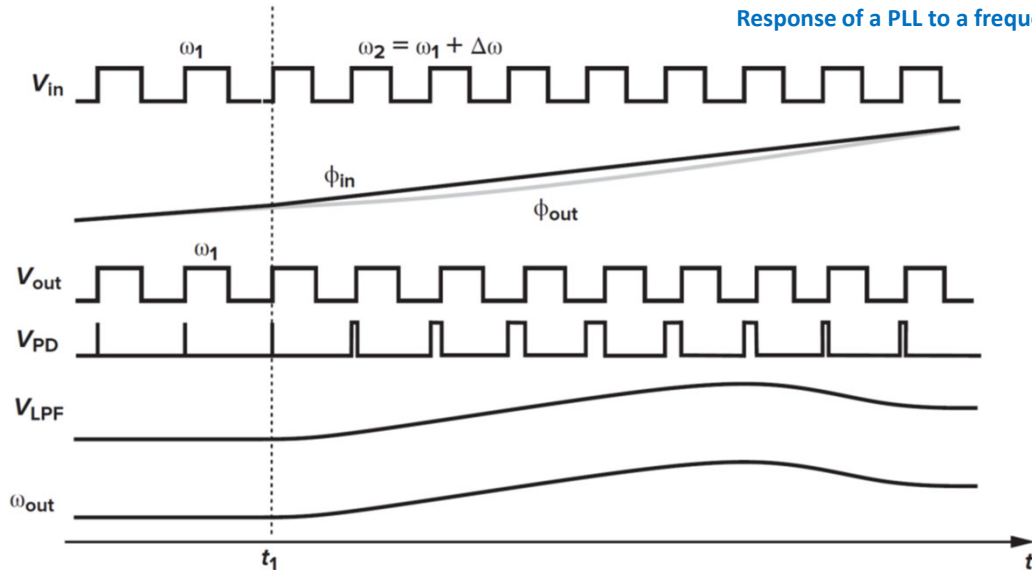 Response of a PLL to a frequ
ω1 ω2 = ω1 + Δω
Vin
ϕin
ϕout
ω1
Vout
VPD
VLPF
ωout
t1 t